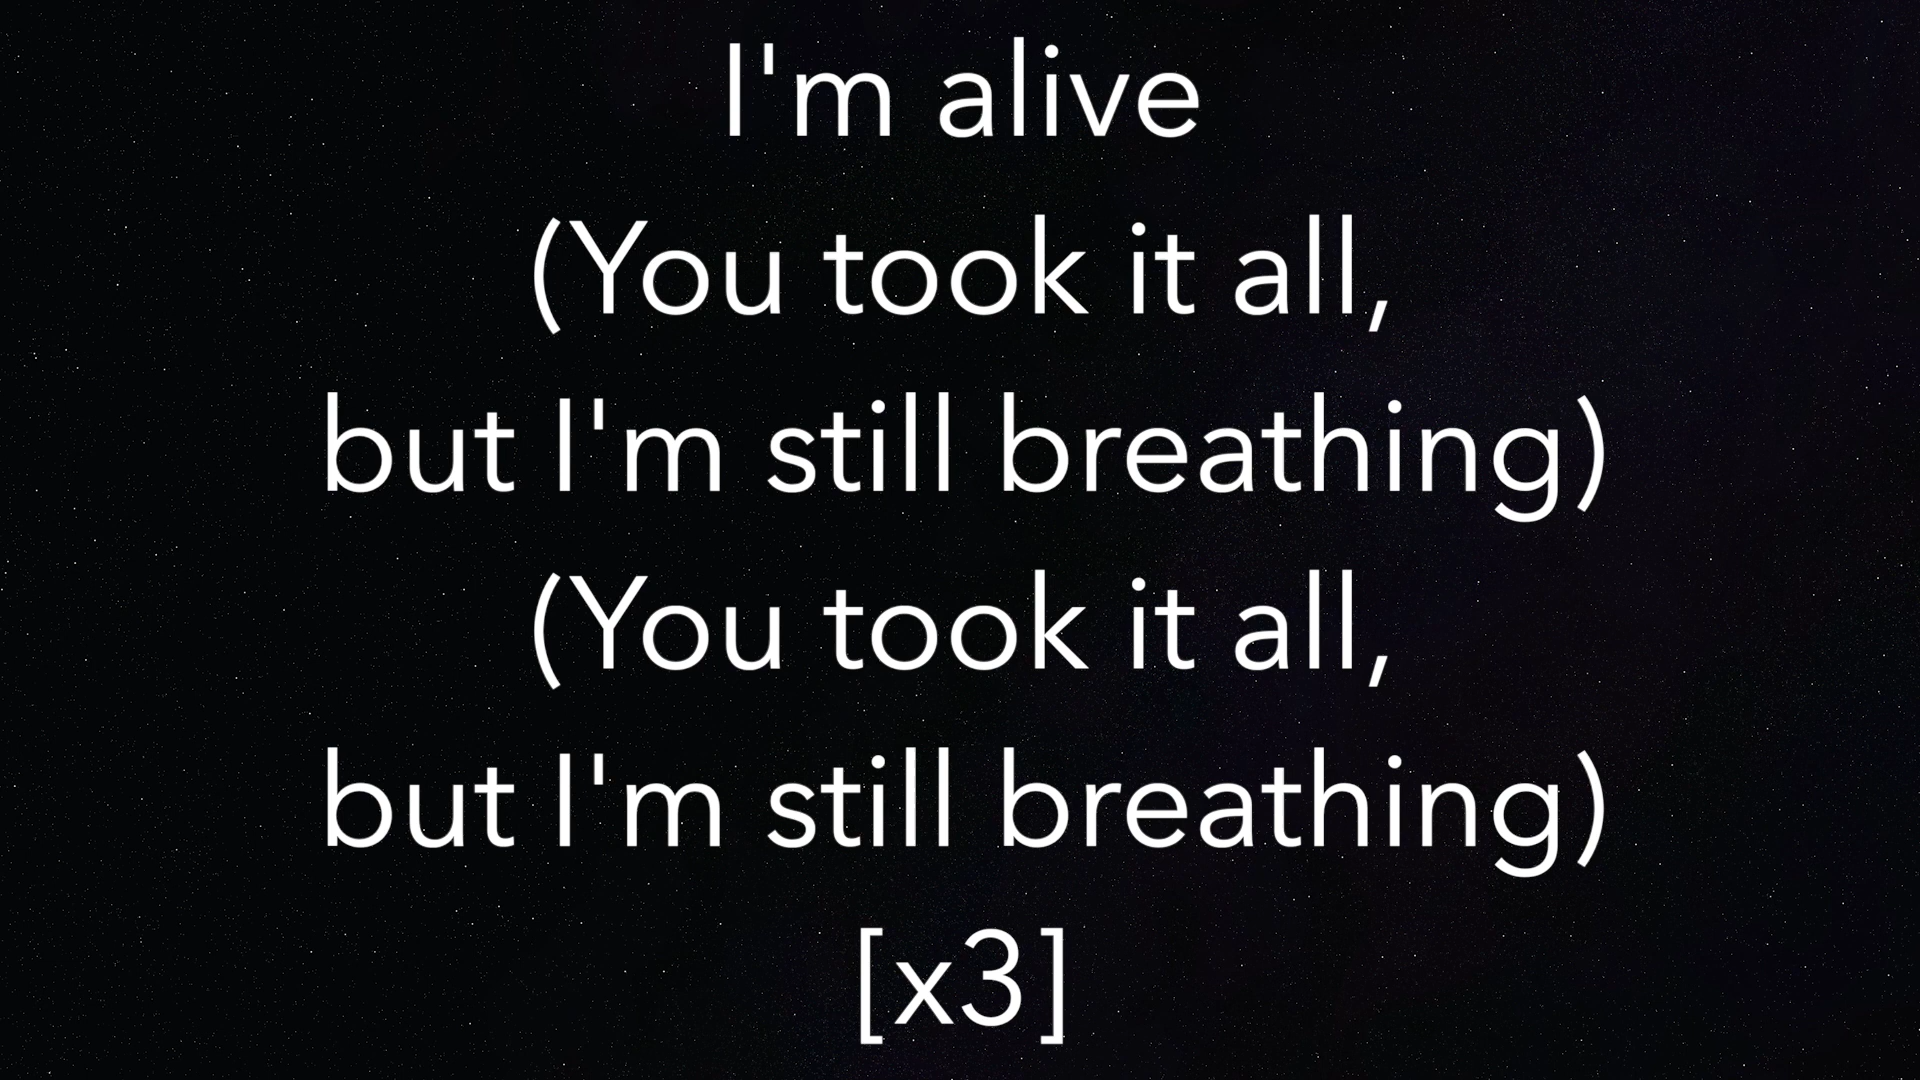 I'm alive
(You took it all,
but I'm still breathing)
(You took it all,
but I'm still breathing)
[x3]